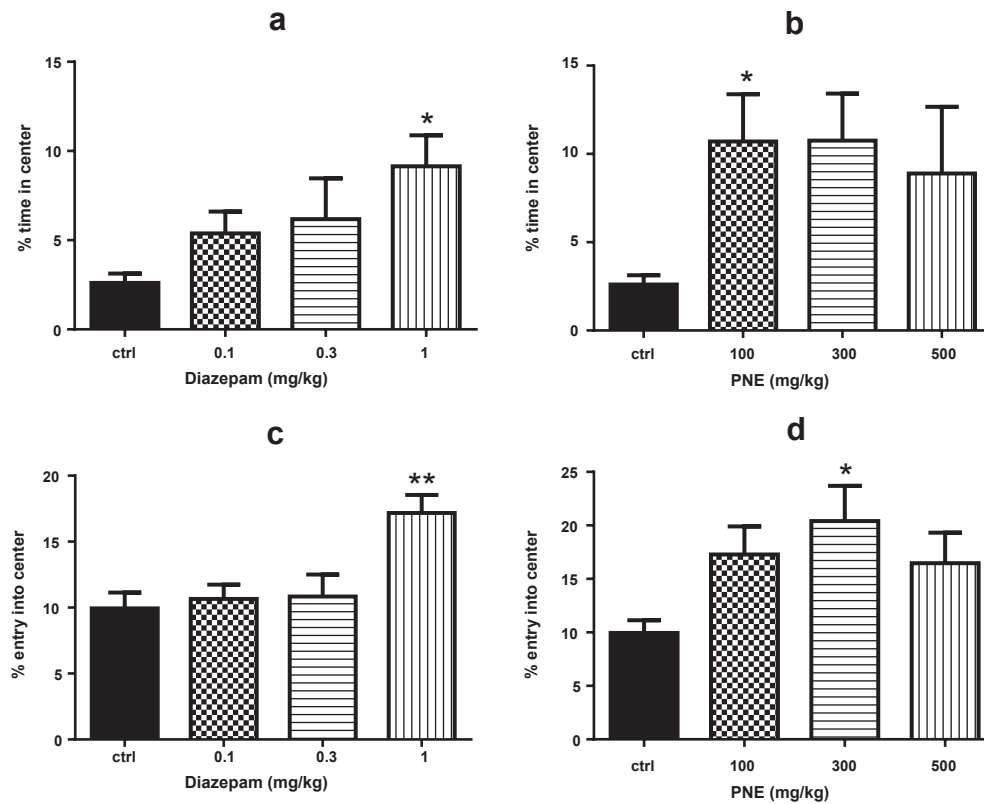 a
15
10
5
0
% time in center
*
ctrl 0.1 0.3 1
Diazepam (mg/kg)
b
15
10
5
0
% time in center
*
ctrl 100 300 500
PNE (mg/kg)
c
20
15
10
5
0
% entry into center
**
ctrl 0.1 0.3 1
Diazepam (mg/kg)
d
25
20
15
10
5
0
% entry into center
*
ctrl 100 300 500
PNE (mg/kg)